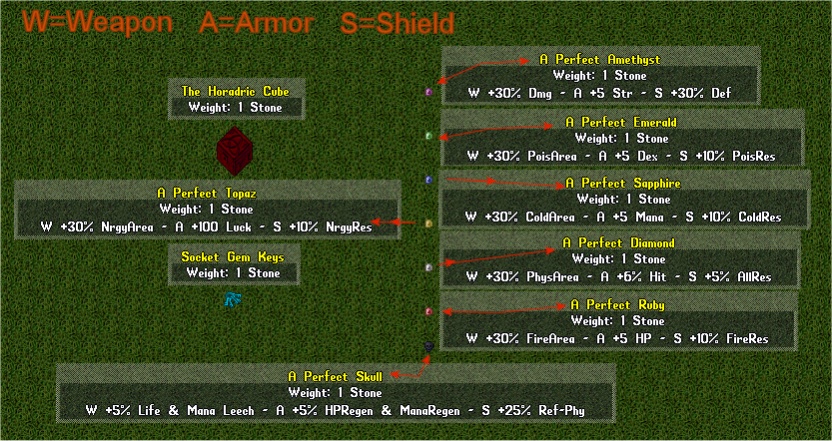 W=Weapon A=Armor S=Shield
A Perfect Amethyst
Weight: 1 Stone
W +30% Dmg - A +5 Str - S +30% Def
The Horadric Cube
Weight: 1 Stone
A Perfect Emerald
Weight: 1 Stone
W +30% PoisArea - A +5 Dex - S +10% PoisRes
A Perfect Topaz
Weight: 1 Stone
W +30% NrgyArea - A +100 Luck - S +10% NrgyRes
A Perfect Sapphire
Weight: 1 Stone
W +30% ColdArea - A +5 Mana - S +10% ColdRes
Socket Gem Keys
Weight: 1 Stone
A Perfect Diamond
Weight: 1 Stone
W +30% PhysArea - A +6% Hit - S +5% AllRes
A Perfect Ruby
Weight: 1 Stone
W +30% FireArea - A +5 HP - S +10% FireRes
A Perfect Skull
Weight: 1 Stone
W +5% Life & Mana Leech - A +5% HPRegen & ManaRegen - S +25% Ref-Phy